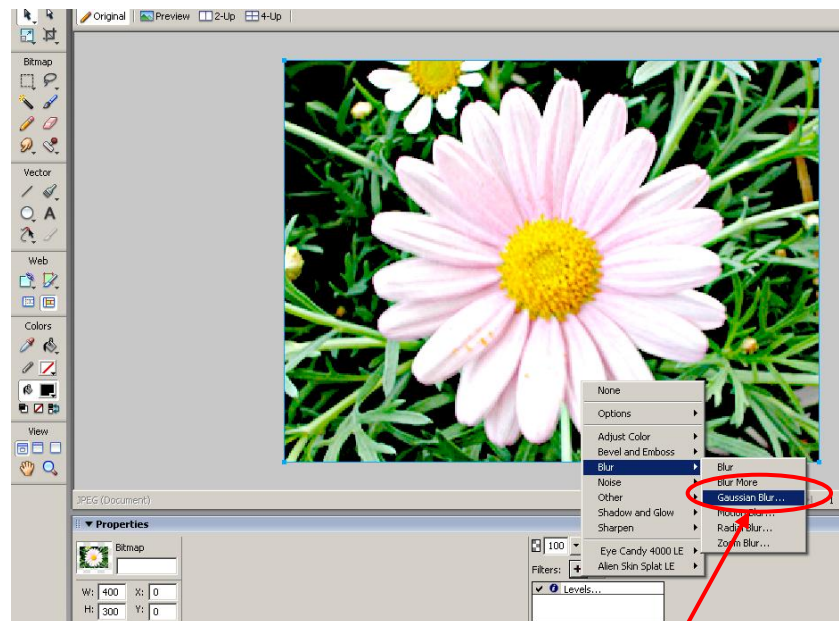 Original Preview 2-Up 4-Up
Bitmap
Vector
A
Web
Colors
View
None
Options
Adjust Color
Bevel and Emboss
Blur
Noise
Other
Shadow and Glow
Sharpen
Eye Candy 4000 LE
Alien Skin Splat LE
Blur
Blur More
Gaussian Blur...
Motion Blur...
Radial Blur...
Zoom Blur...
JPEG (Document)
Properties
Bitmap
W: 400 X: 0
H: 300 Y: 0
100
Filters: +
Levels...